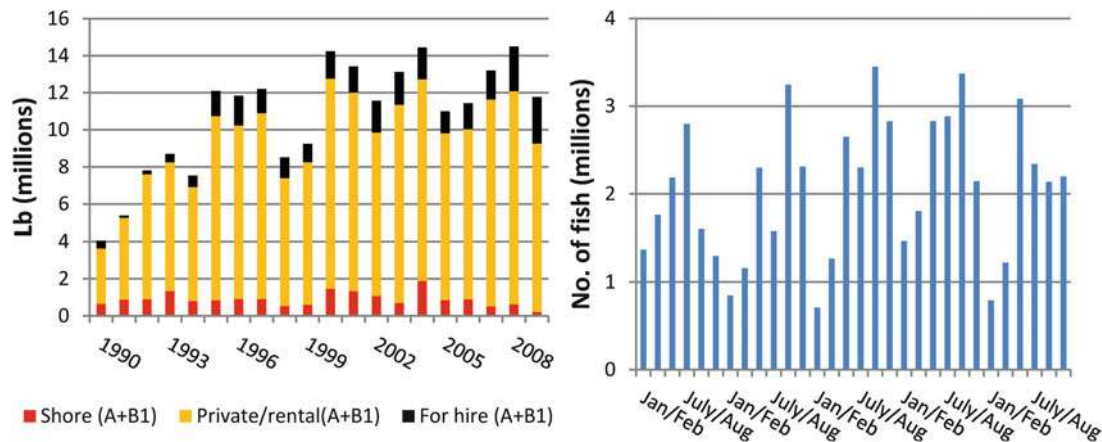 16
14
12
10
8
6
4
2
0
Lb (millions)
1990
1993
1996
1999
2002
2005
2008
Shore (A+B1)
Private/rental(A+B1)
For hire (A+B1)
4
3
2
1
0
No. of fish (millions)
Jan/Feb
July/Aug
Jan/Feb
July/Aug
Jan/Feb
July/Aug
Jan/Feb
July/Aug
Jan/Feb
July/Aug